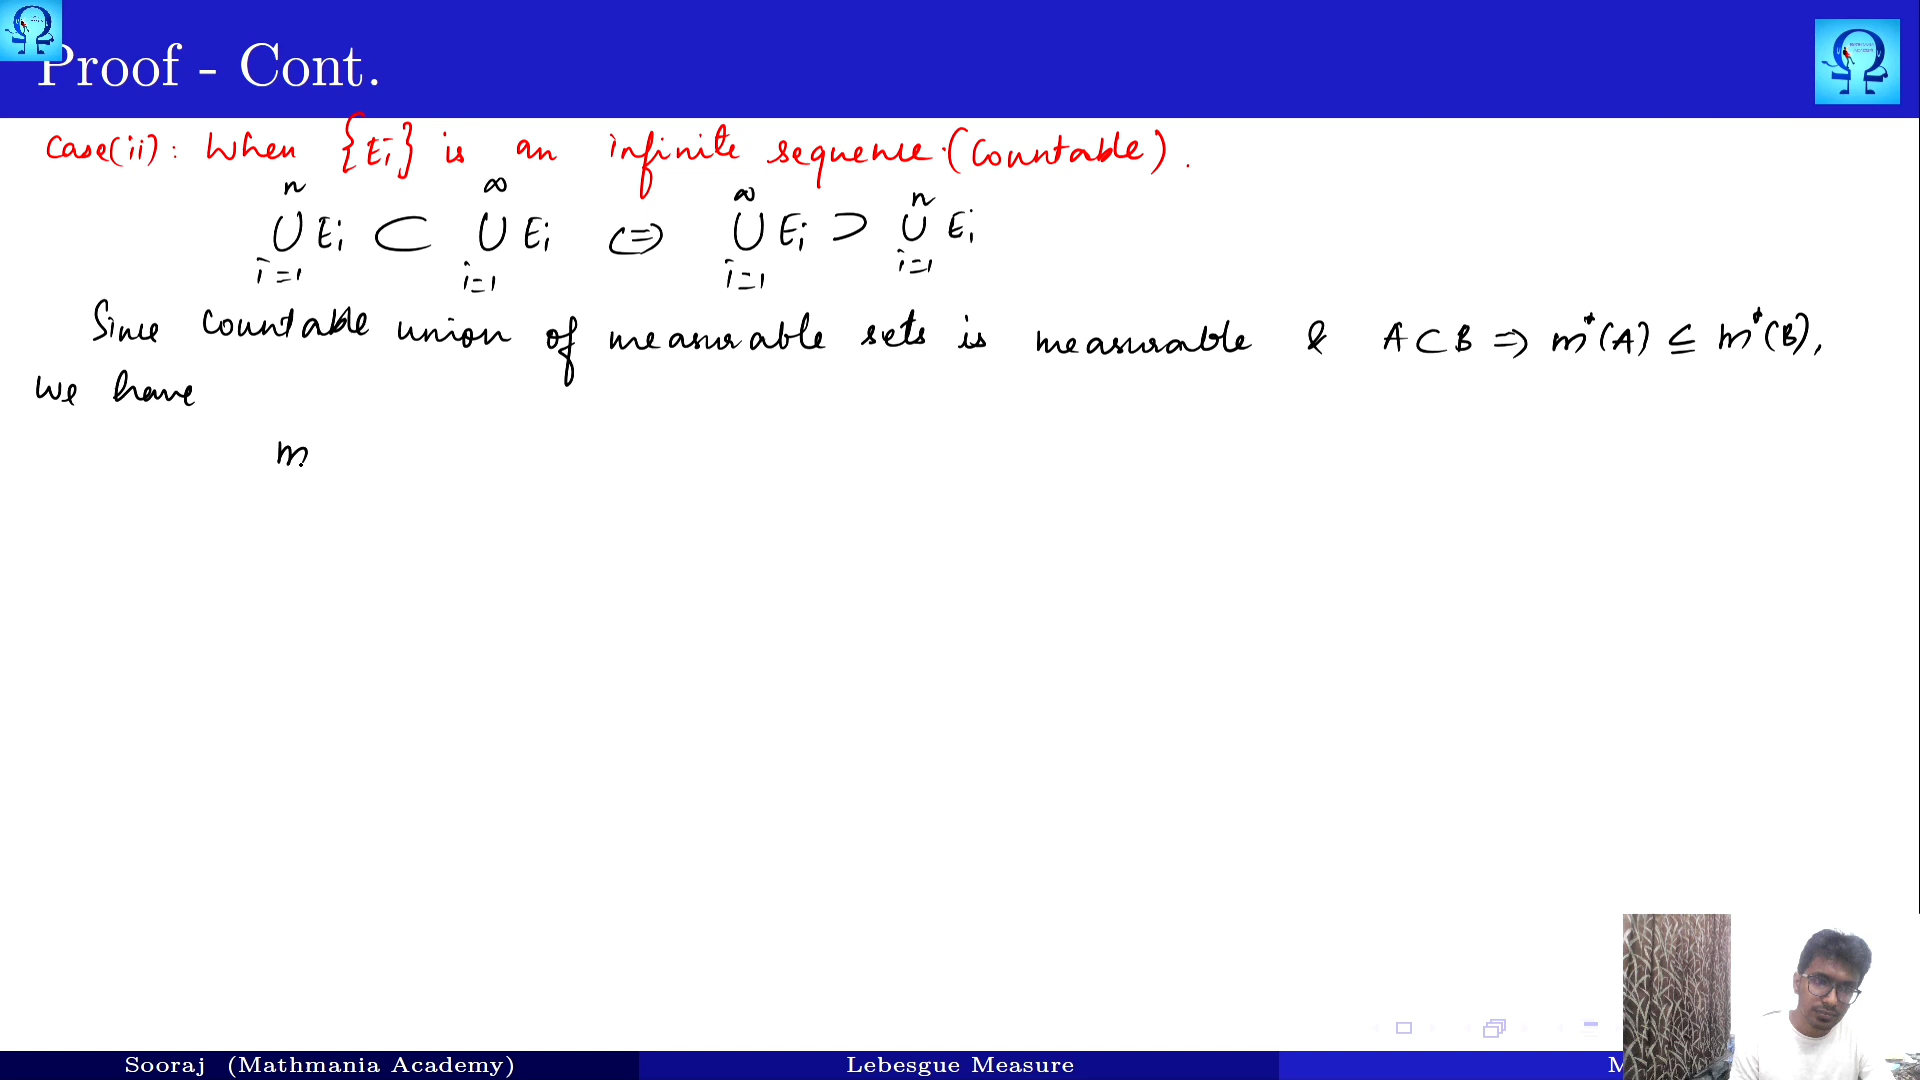 Proof - Cont.
Case(ii): When {Ei} is an infinite sequence.(Countable).
n ∞ ∞ n
∪ Ei ⊂ ∪ Ei ⇔ ∪ Ei ⊃ ∪ Ei
i=1 i=1 i=1 i=1
Since Countable union of measurable sets is measurable & A⊂B ⇒ m*(A) ≤ m*(B),
we have
m
Sooraj (Mathmania Academy) Lebesgue Measure M